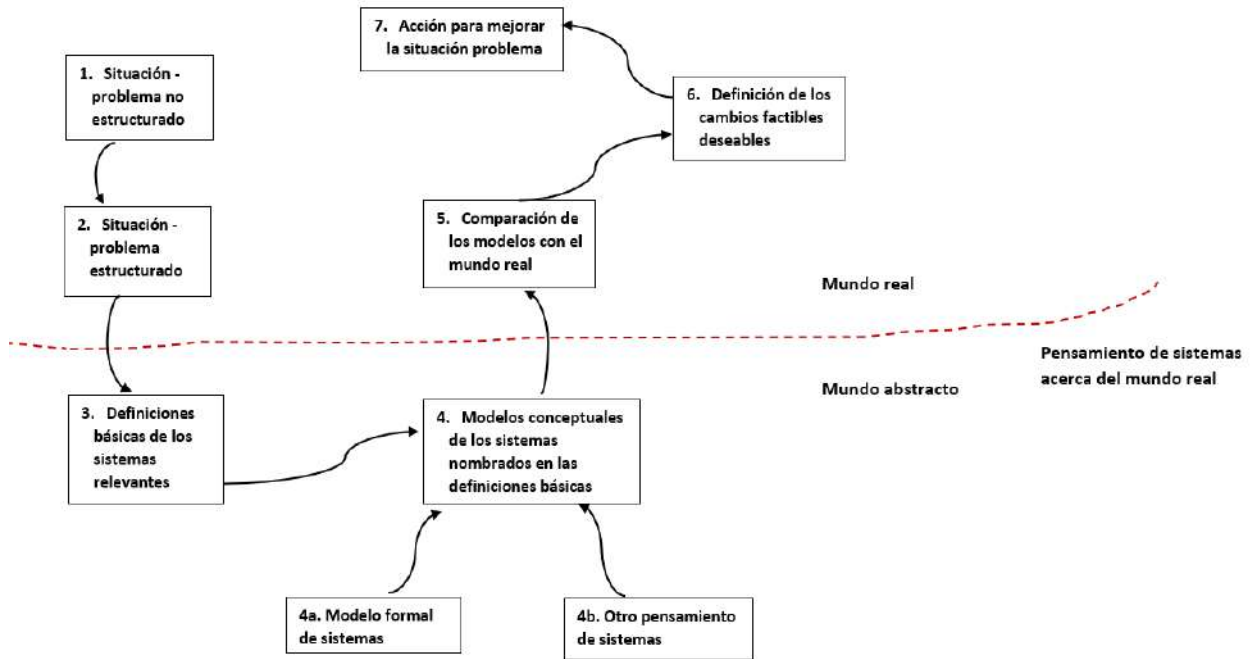 7. Acción para mejorar
la situación problema
1. Situación -
problema no
estructurado
6. Definición de los
cambios factibles
deseables
2. Situación -
problema
estructurado
5. Comparación de
los modelos con el
mundo real
Mundo real
Pensamiento de sistemas
acerca del mundo real
Mundo abstracto
3. Definiciones
básicas de los
sistemas
relevantes
4. Modelos conceptuales
de los sistemas
nombrados en las
definiciones básicas
4a. Modelo formal
de sistemas
4b. Otro pensamiento
de sistemas